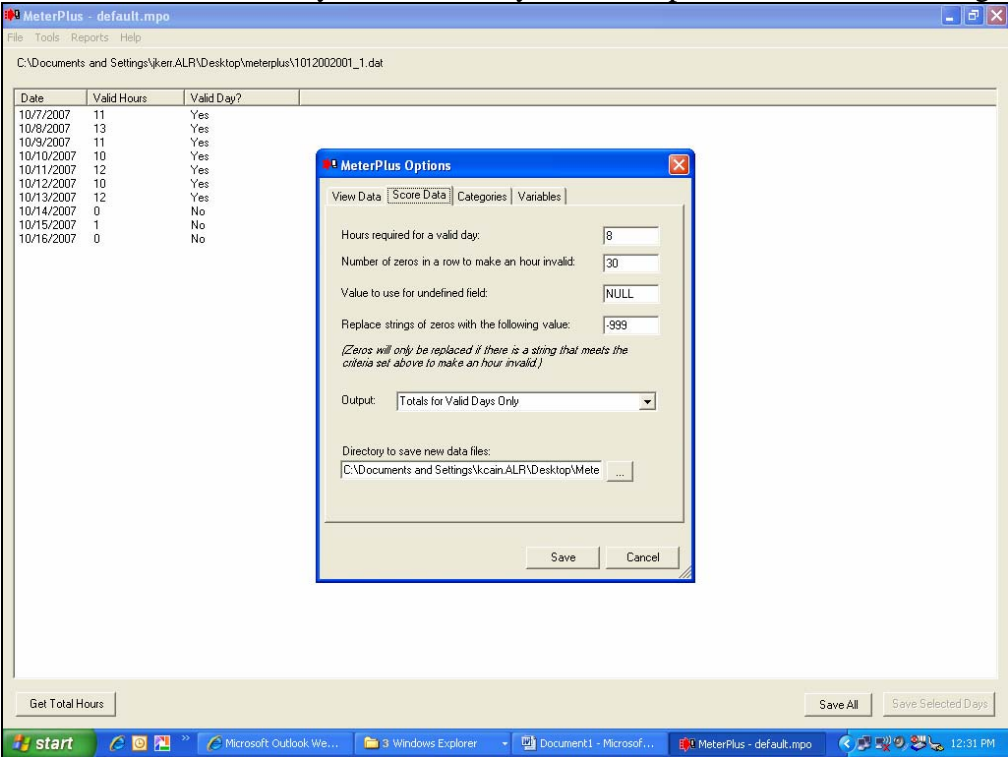 MeterPlus - default.mpo
File Tools Reports Help
C:\Documents and Settings\jkerr.ALR\Desktop\meterplus\1012002001_1.dat
Date Valid Hours Valid Day?
10/7/2007 11 Yes
10/8/2007 13 Yes
10/9/2007 11 Yes
10/10/2007 10 Yes
10/11/2007 12 Yes
10/12/2007 10 Yes
10/13/2007 12 Yes
10/14/2007 0 No
10/15/2007 1 No
10/16/2007 0 No
MeterPlus Options
View Data Score Data Categories Variables
Hours required for a valid day: 8
Number of zeros in a row to make an hour invalid: 30
Value to use for undefined field: NULL
Replace strings of zeros with the following value: -999
(Zeros will only be replaced if there is a string that meets the
criteria set above to make an hour invalid.)
Output: Totals for Valid Days Only
Directory to save new data files:
C:\Documents and Settings\kcain.ALR\Desktop\Mete ...
Save Cancel
Get Total Hours Save All Save Selected Days
start Microsoft Outlook We... 3 Windows Explorer Document1 - Microsof... MeterPlus - default.mpo 12:31 PM